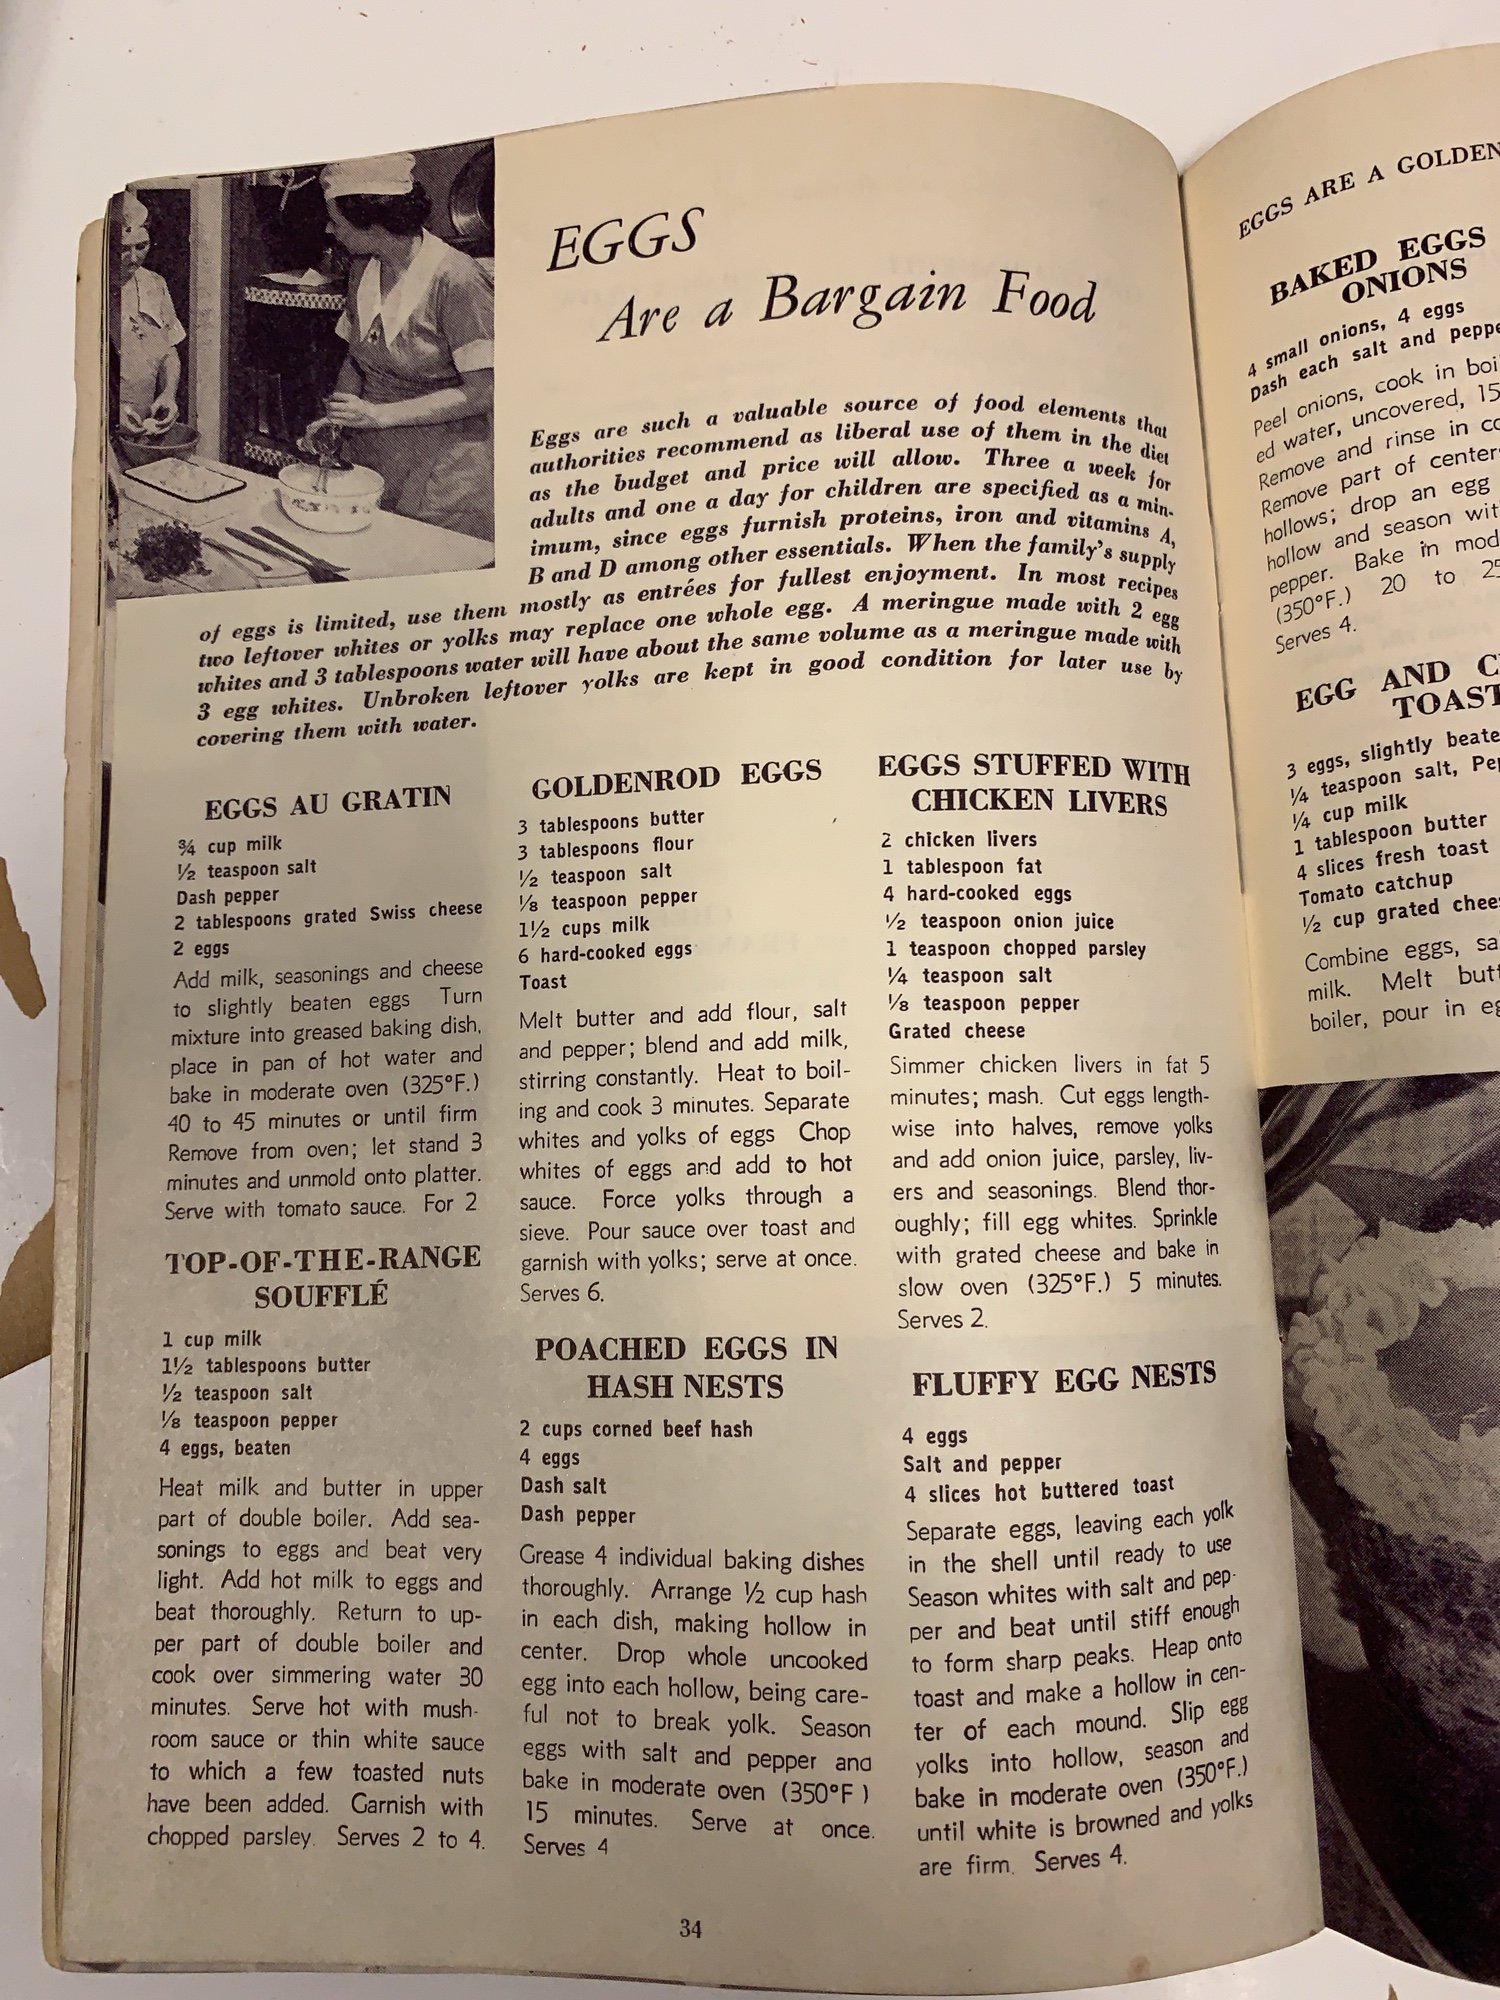 EGGS
Are a Bargain Food
Eggs are such a valuable source of food elements that
authorities recommend as liberal use of them in the diet
as the budget and price will allow. Three a week for
adults and one a day for children are specified as a min-
imum, since eggs furnish proteins, iron and vitamins A,
B and D among other essentials. When the family's supply
of eggs is limited, use them mostly as entrées for fullest enjoyment. In most recipes
two leftover whites or yolks may replace one whole egg. A meringue made with 2 egg
whites and 3 tablespoons water will have about the same volume as a meringue made with
3 egg whites. Unbroken leftover yolks are kept in good condition for later use by
covering them with water.
EGGS AU GRATIN
¾ cup milk
½ teaspoon salt
Dash pepper
2 tablespoons grated Swiss cheese
2 eggs
Add milk, seasonings and cheese
to slightly beaten eggs Turn
mixture into greased baking dish,
place in pan of hot water and
bake in moderate oven (325°F.)
40 to 45 minutes or until firm
Remove from oven; let stand 3
minutes and unmold onto platter.
Serve with tomato sauce. For 2
TOP-OF-THE-RANGE
SOUFFLÉ
1 cup milk
1½ tablespoons butter
½ teaspoon salt
⅛ teaspoon pepper
4 eggs, beaten
Heat milk and butter in upper
part of double boiler. Add sea-
sonings to eggs and beat very
light. Add hot milk to eggs and
beat thoroughly. Return to up-
per part of double boiler and
cook over simmering water 30
minutes. Serve hot with mush-
room sauce or thin white sauce
to which a few toasted nuts
have been added. Garnish with
chopped parsley. Serves 2 to 4.
GOLDENROD EGGS
3 tablespoons butter
3 tablespoons flour
½ teaspoon salt
⅛ teaspoon pepper
1½ cups milk
6 hard-cooked eggs
Toast
Melt butter and add flour, salt
and pepper; blend and add milk,
stirring constantly. Heat to boil-
ing and cook 3 minutes. Separate
whites and yolks of eggs Chop
whites of eggs and add to hot
sauce. Force yolks through a
sieve. Pour sauce over toast and
garnish with yolks; serve at once.
Serves 6.
POACHED EGGS IN
HASH NESTS
2 cups corned beef hash
4 eggs
Dash salt
Dash pepper
Grease 4 individual baking dishes
thoroughly. Arrange ½ cup hash
in each dish, making hollow in
center. Drop whole uncooked
egg into each hollow, being care-
ful not to break yolk. Season
eggs with salt and pepper and
bake in moderate oven (350°F )
15 minutes. Serve at once.
Serves 4
EGGS STUFFED WITH
CHICKEN LIVERS
2 chicken livers
1 tablespoon fat
4 hard-cooked eggs
½ teaspoon onion juice
1 teaspoon chopped parsley
¼ teaspoon salt
⅛ teaspoon pepper
Grated cheese
Simmer chicken livers in fat 5
minutes; mash. Cut eggs length-
wise into halves, remove yolks
and add onion juice, parsley, liv-
ers and seasonings. Blend thor-
oughly; fill egg whites. Sprinkle
with grated cheese and bake in
slow oven (325°F.) 5 minutes.
Serves 2.
FLUFFY EGG NESTS
4 eggs
Salt and pepper
4 slices hot buttered toast
Separate eggs, leaving each yolk
in the shell until ready to use
Season whites with salt and pep-
per and beat until stiff enough
to form sharp peaks. Heap onto
toast and make a hollow in cen-
ter of each mound. Slip egg
yolks into hollow, season and
bake in moderate oven (350°F.)
until white is browned and yolks
are firm. Serves 4.
34
EGGS ARE A GOLDEN
BAKED EGGS
ONIONS
4 small onions, 4 eggs
Dash each salt and
Peel onions, cook in
ed water, uncovered, 15
Remove and rinse in
Remove part of
hollows; drop an egg
hollow and season
pepper. Bake in
(350°F.) 20 to
Serves 4.
EGG AND
3 eggs, slightly
¼ teaspoon salt,
¼ cup milk
1 tablespoon butter
4 slices fresh toast
Tomato catchup
½ cup grated
Combine eggs,
milk. Melt
boiler, pour in